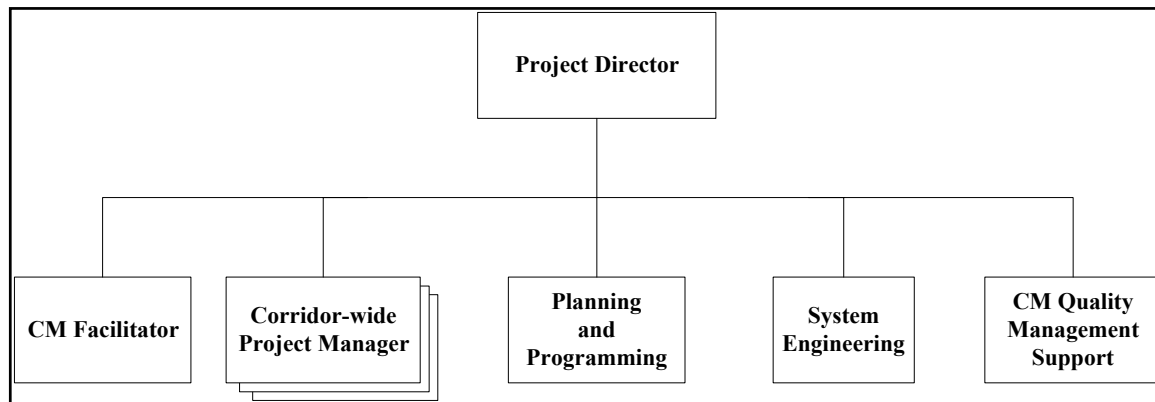 Project Director
CM Facilitator
Corridor-wide
Project Manager
Planning
and
Programming
System
Engineering
CM Quality
Management
Support